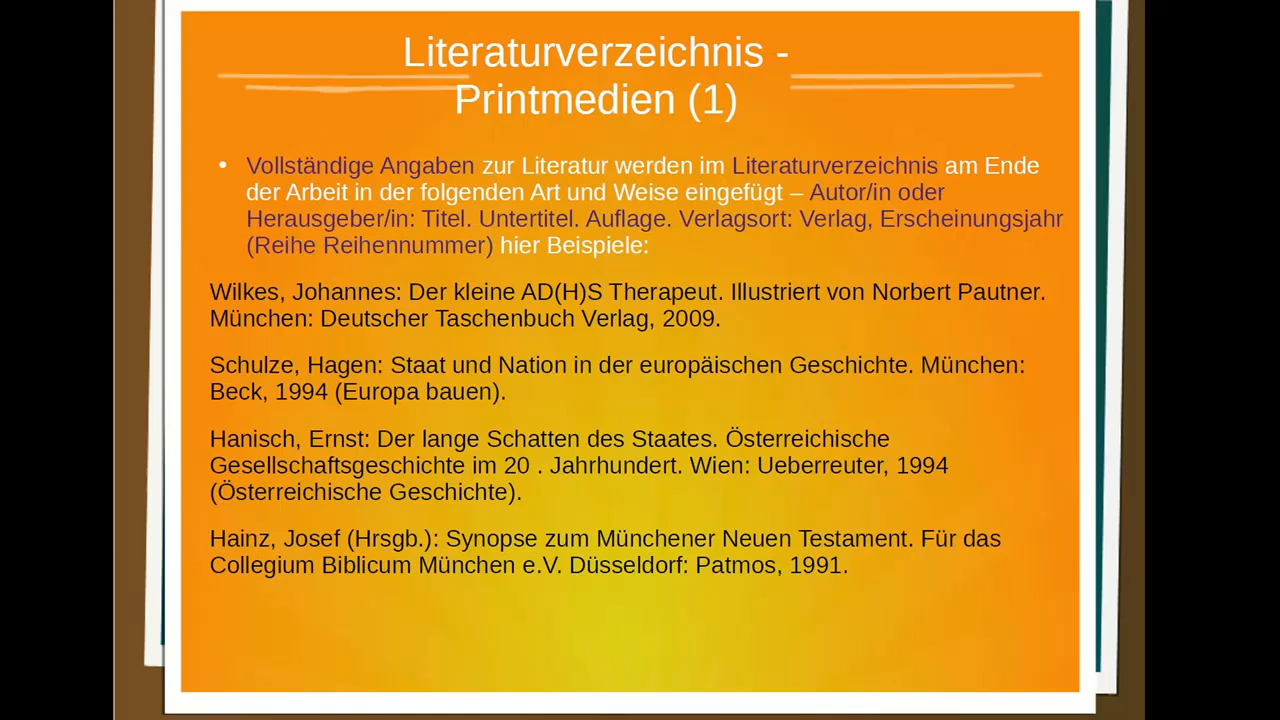 Literaturverzeichnis -
Printmedien (1)
• Vollständige Angaben zur Literatur werden im Literaturverzeichnis am Ende
der Arbeit in der folgenden Art und Weise eingefügt – Autor/in oder
Herausgeber/in: Titel. Untertitel. Auflage. Verlagsort: Verlag, Erscheinungsjahr
(Reihe Reihennummer) hier Beispiele:
Wilkes, Johannes: Der kleine AD(H)S Therapeut. Illustriert von Norbert Pautner.
München: Deutscher Taschenbuch Verlag, 2009.
Schulze, Hagen: Staat und Nation in der europäischen Geschichte. München:
Beck, 1994 (Europa bauen).
Hanisch, Ernst: Der lange Schatten des Staates. Österreichische
Gesellschaftsgeschichte im 20 . Jahrhundert. Wien: Ueberreuter, 1994
(Österreichische Geschichte).
Hainz, Josef (Hrsgb.): Synopse zum Münchener Neuen Testament. Für das
Collegium Biblicum München e.V. Düsseldorf: Patmos, 1991.